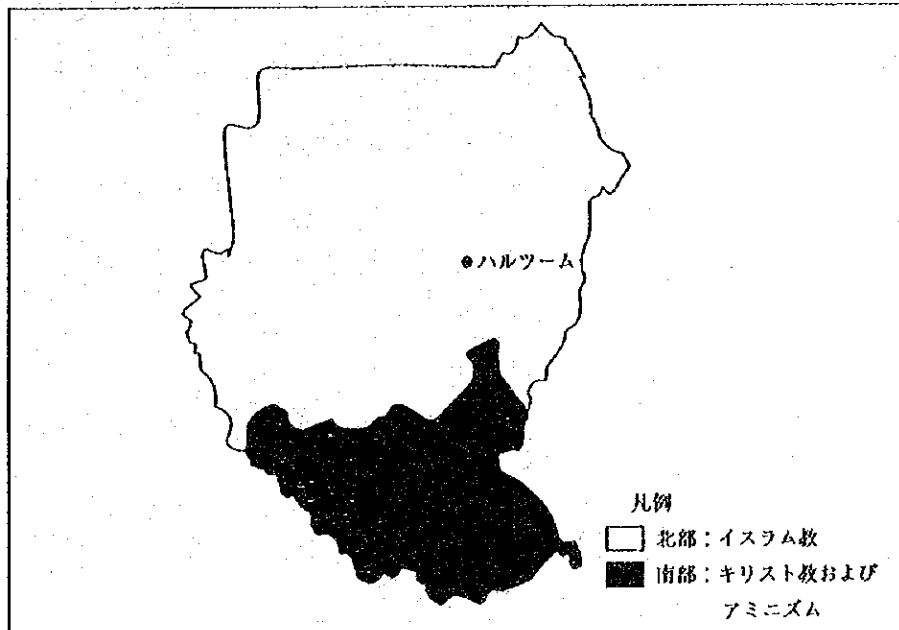 ハルツーム
凡例
北部：イスラム教
南部：キリスト教および
アミニズム